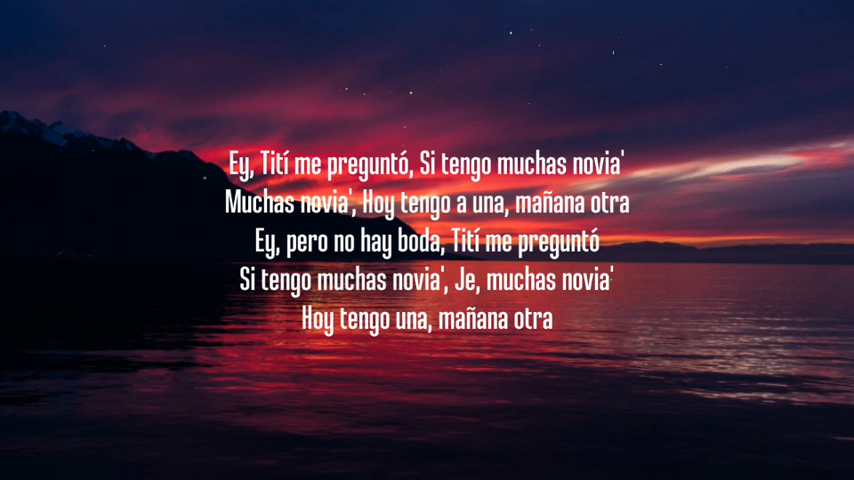 Ey, Tití me preguntó, Si tengo muchas novia'
Muchas novia', Hoy tengo a una, mañana otra
Ey, pero no hay boda, Tití me preguntó
Si tengo muchas novia', Je, muchas novia'
Hoy tengo una, mañana otra